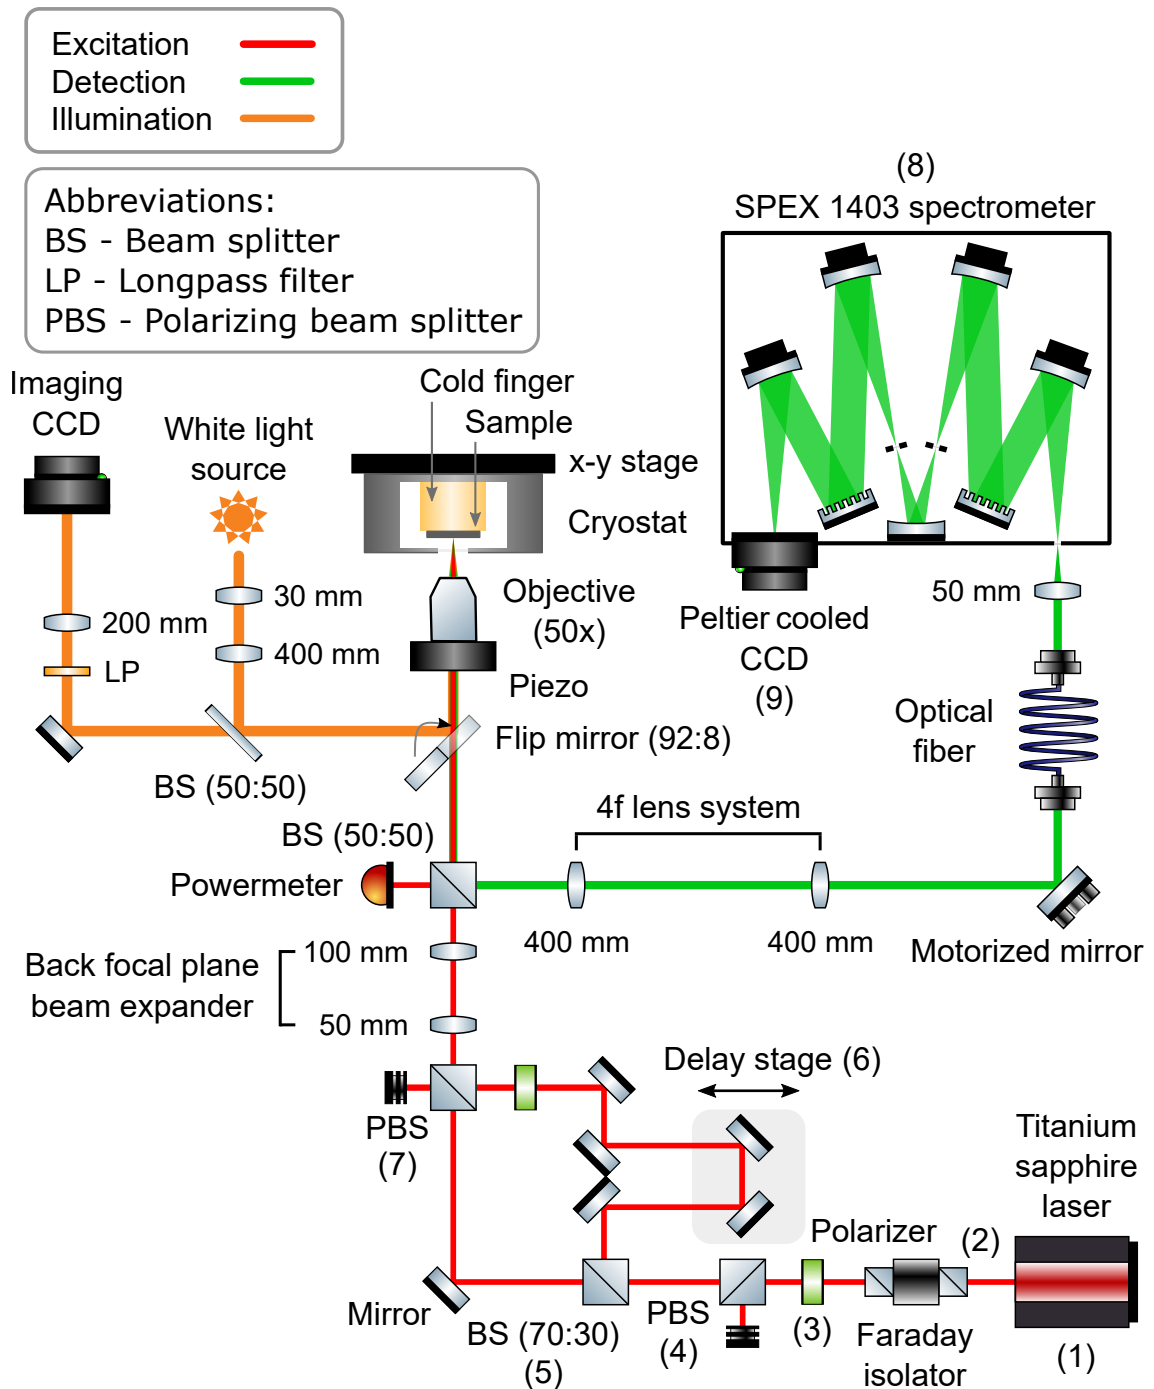 Excitation
Detection
Illumination
Abbreviations:
BS - Beam splitter
LP - Longpass filter
PBS - Polarizing beam splitter
(8)
SPEX 1403 spectrometer
Imaging
CCD
White light
source
Cold finger
Sample
x-y stage
Cryostat
30 mm
200 mm
400 mm
LP
Objective
(50x)
Piezo
50 mm
Peltier cooled
CCD
(9)
Optical
fiber
Flip mirror (92:8)
BS (50:50)
BS (50:50)
4f lens system
Powermeter
400 mm
400 mm
Motorized mirror
100 mm
Back focal plane
beam expander
50 mm
Delay stage (6)
PBS
(7)
Titanium
sapphire
laser
Polarizer
(2)
Mirror
BS (70:30)
(5)
PBS
(4)
(3)
Faraday
isolator
(1)